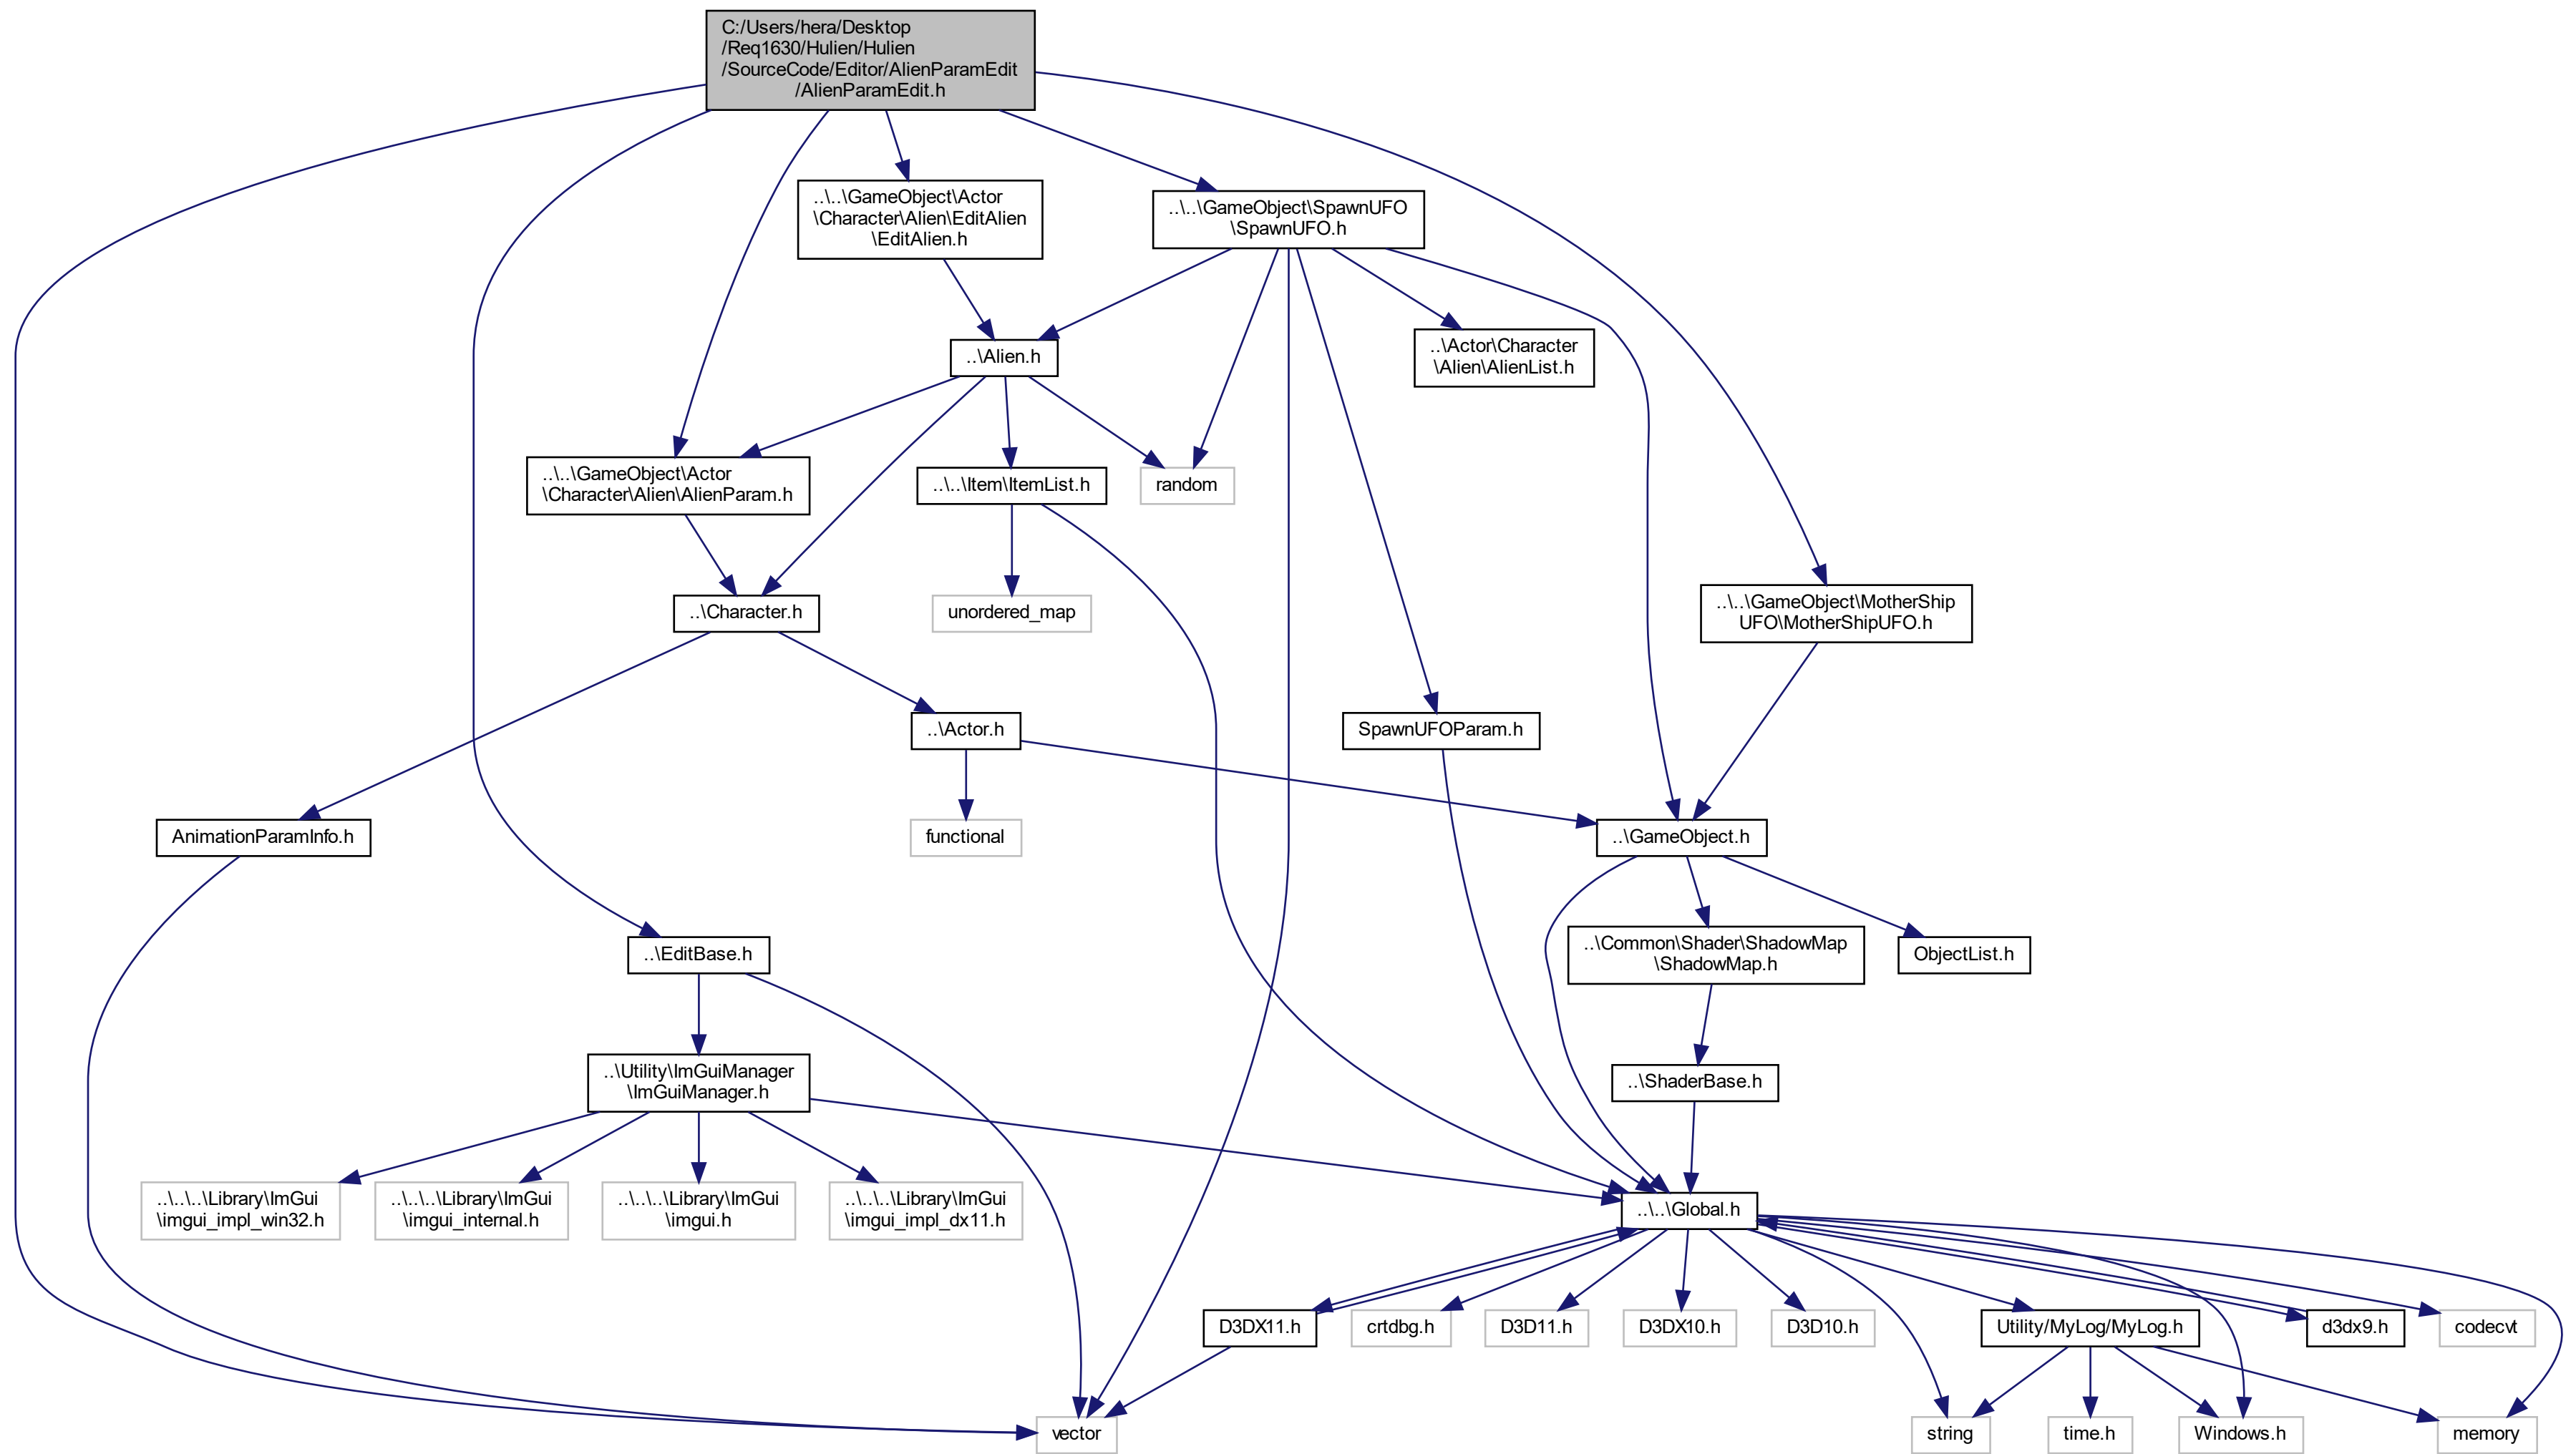 C:/Users/hera/Desktop
/Req1630/Hulien/Hulien
/SourceCode/Editor/AlienParamEdit
/AlienParamEdit.h
..\..\GameObject\Actor
\Character\Alien\EditAlien
\EditAlien.h
..\..\GameObject\SpawnUFO
\SpawnUFO.h
..\Alien.h
..\Actor\Character
\Alien\AlienList.h
..\..\GameObject\Actor
\Character\Alien\AlienParam.h
..\..\Item\ItemList.h
random
..\Character.h
unordered_map
..\..\GameObject\MotherShip
UFO\MotherShipUFO.h
..\Actor.h
SpawnUFOParam.h
AnimationParamInfo.h
functional
..\GameObject.h
..\EditBase.h
..\Common\Shader\ShadowMap
\ShadowMap.h
ObjectList.h
..\Utility\ImGuiManager
\ImGuiManager.h
..\ShaderBase.h
..\..\..\Library\ImGui
\imgui_impl_win32.h
..\..\..\Library\ImGui
\imgui_internal.h
..\..\..\Library\ImGui
\imgui.h
..\..\..\Library\ImGui
\imgui_impl_dx11.h
..\..\Global.h
D3DX11.h
crtdbg.h
D3D11.h
D3DX10.h
D3D10.h
Utility/MyLog/MyLog.h
d3dx9.h
codecvt
vector
string
time.h
Windows.h
memory